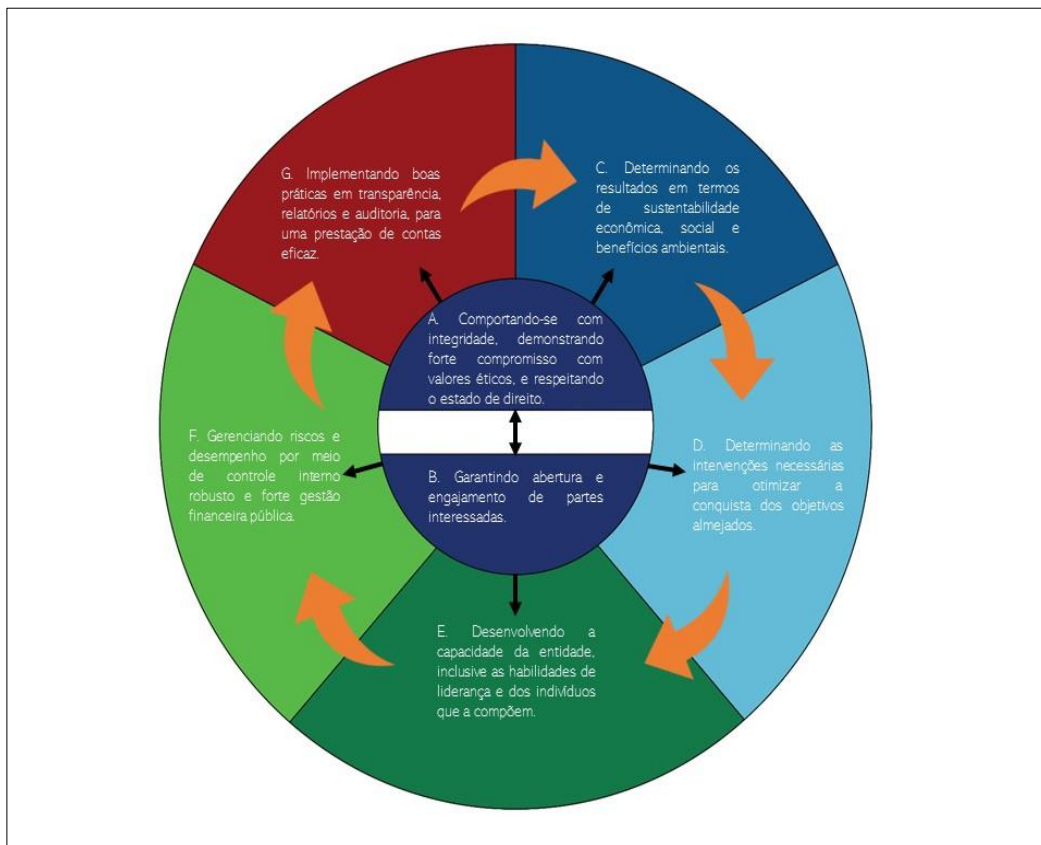 G. Implementando boas
práticas em transparência,
relatórios e auditoria, para
uma prestação de contas
eficaz.
C. Determinando os
resultados em termos
de sustentabilidade
econômica, social e
benefícios ambientais.
A. Comportando-se com
integridade, demonstrando
forte compromisso com
valores éticos, e respeitando
o estado de direito.
F. Gerenciando riscos e
desempenho por meio
de controle interno
robusto e forte gestão
financeira pública.
B. Garantindo abertura e
engajamento de partes
interessadas.
D. Determinando as
intervenções necessárias
para otimizar a
conquista dos objetivos
almejados.
E. Desenvolvendo a
capacidade da entidade,
inclusive as habilidades de
liderança e dos indivíduos
que a compõem.